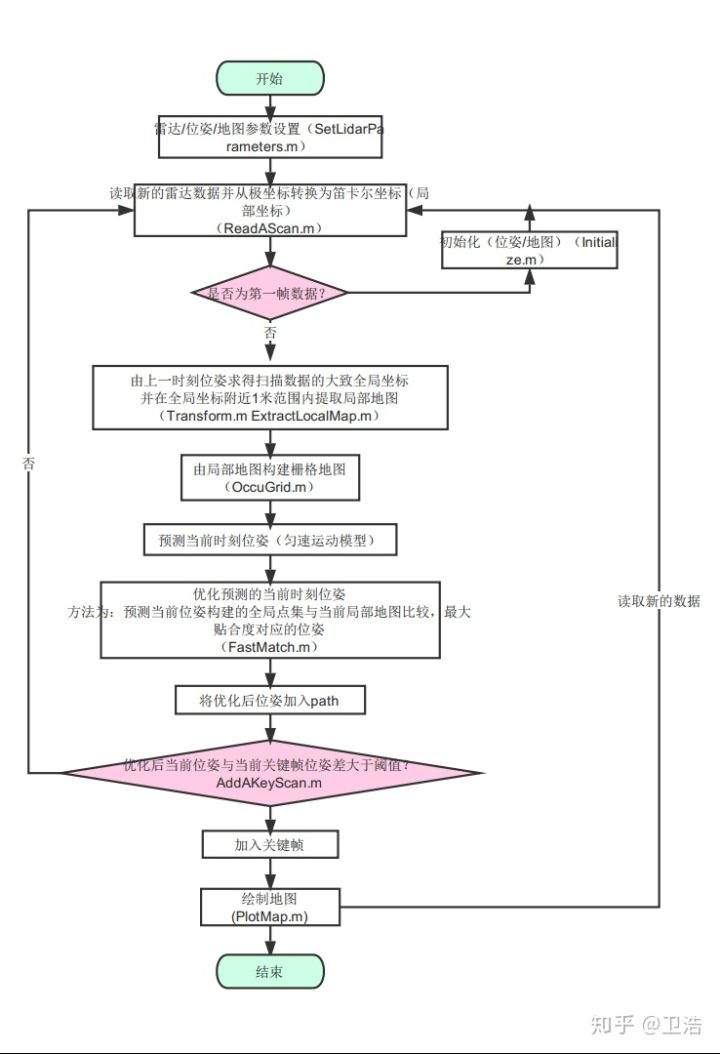 开始
雷达/位姿/地图参数设置（SetLidarPa
rameters.m）
读取新的雷达数据并从极坐标转换为笛卡尔坐标（局
部坐标）
（ReadAScan.m）
初始化（位姿/地图）（Initiali
ze.m）
是否为第一帧数据？
否
由上一时刻位姿求得扫描数据的大致全局坐标
并在全局坐标附近1米范围内提取局部地图
（Transform.m ExtractLocalMap.m）
否
由局部地图构建栅格地图
（OccuGrid.m）
预测当前时刻位姿（匀速运动模型）
优化预测的当前时刻位姿
方法为：预测当前位姿构建的全局点集与当前局部地图比较，最大
贴合度对应的位姿
（FastMatch.m）
读取新的数据
将优化后位姿加入path
优化后当前位姿与当前关键帧位姿差大于阈值？
AddAKeyScan.m
加入关键帧
绘制地图
(PlotMap.m)
结束
知乎 @卫浩